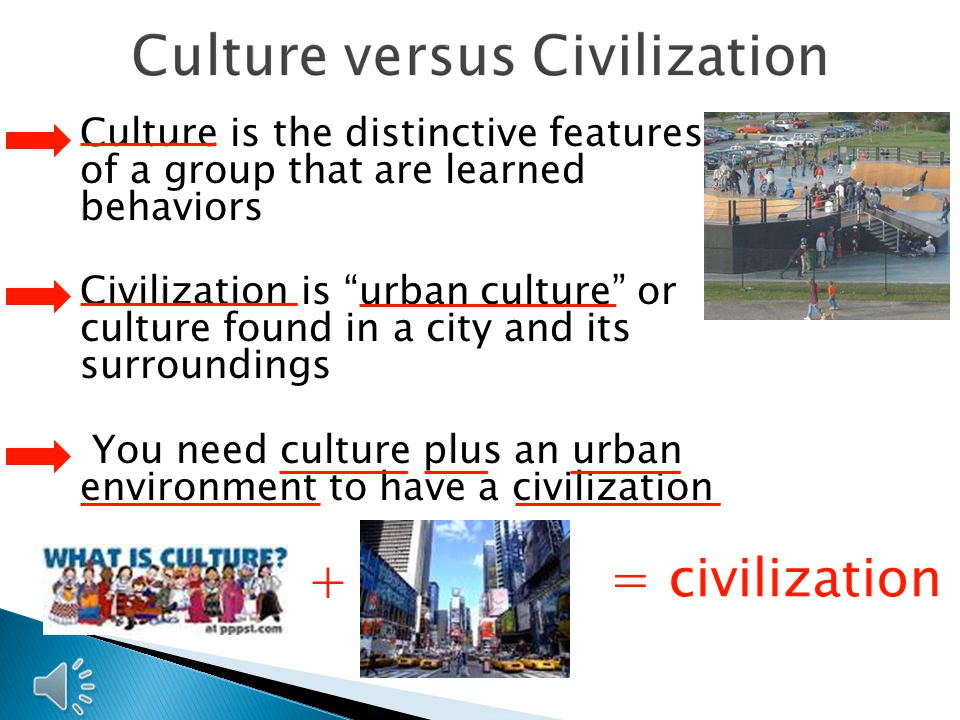 Culture versus Civilization
Culture is the distinctive features
of a group that are learned
behaviors
Civilization is “urban culture” or
culture found in a city and its
surroundings
You need culture plus an urban
environment to have a civilization
WHAT IS CULTURE?
at pppst.com
+
= civilization